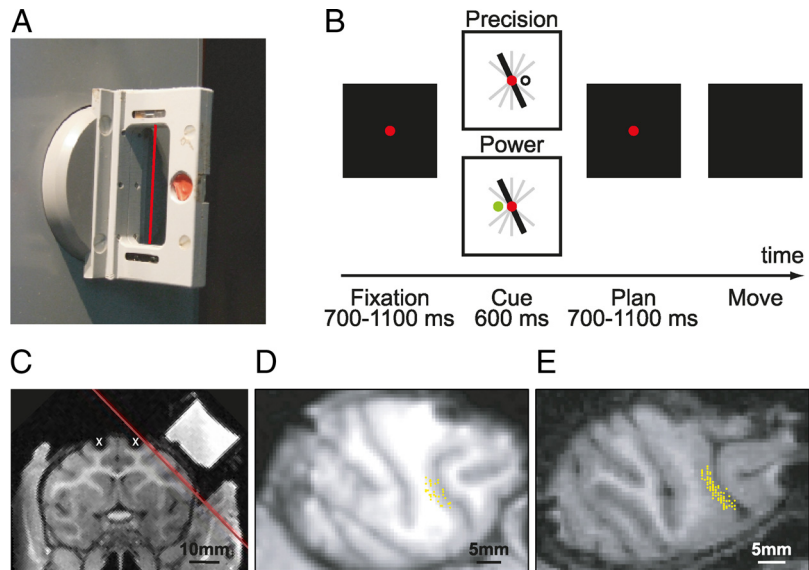 A
B
Precision
Power
time
Fixation
700-1100 ms
Cue
600 ms
Plan
700-1100 ms
Move
C
x x
10mm
D
5mm
E
5mm